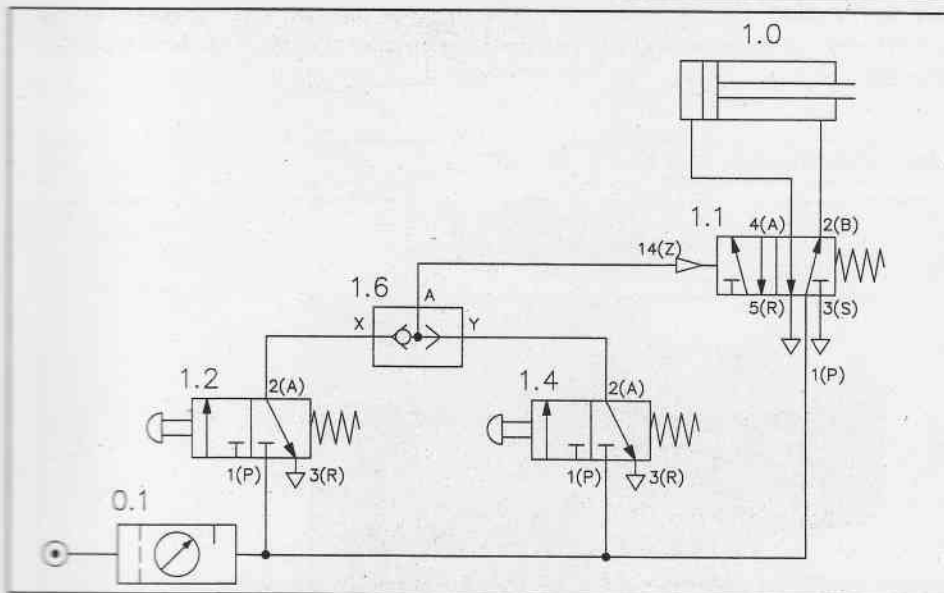 1.0
1.1
4(A)
2(B)
14(Z)
5(R)
3(S)
1(P)
1.6
A
X
Y
1.2
2(A)
1(P)
3(R)
1.4
2(A)
1(P)
3(R)
0.1